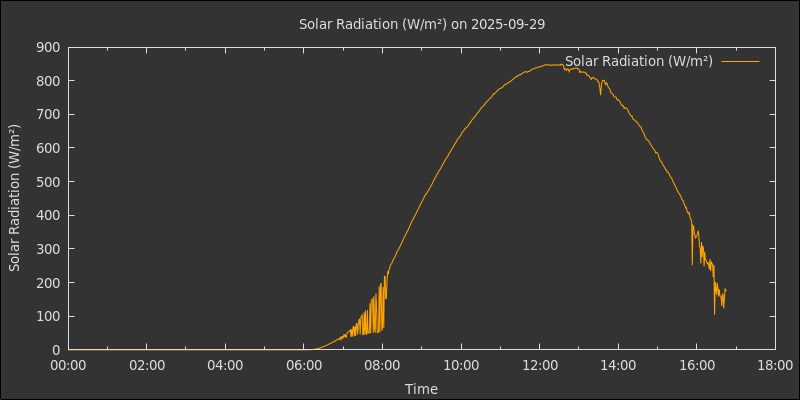 Solar Radiation (W/m²) on 2025-09-29
Solar Radiation (W/m²)
Solar Radiation (W/m²)
900
800
700
600
500
400
300
200
100
0
00:00 02:00 04:00 06:00 08:00 10:00 12:00 14:00 16:00 18:00
Time